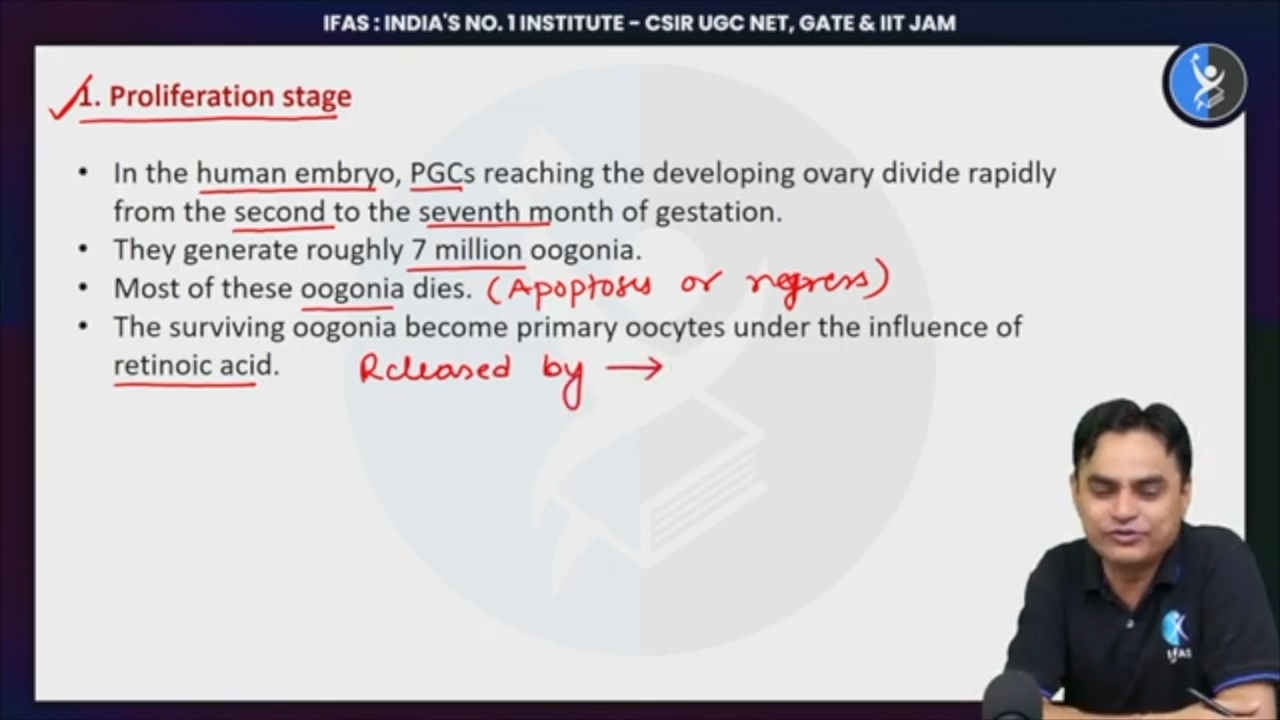 IFAS : INDIA'S NO. 1 INSTITUTE – CSIR UGC NET, GATE & IIT JAM
1. Proliferation stage
• In the human embryo, PGCs reaching the developing ovary divide rapidly
from the second to the seventh month of gestation.
• They generate roughly 7 million oogonia.
• Most of these oogonia dies. (Apoptosis or regress)
• The surviving oogonia become primary oocytes under the influence of
retinoic acid. Released by →
IFAS